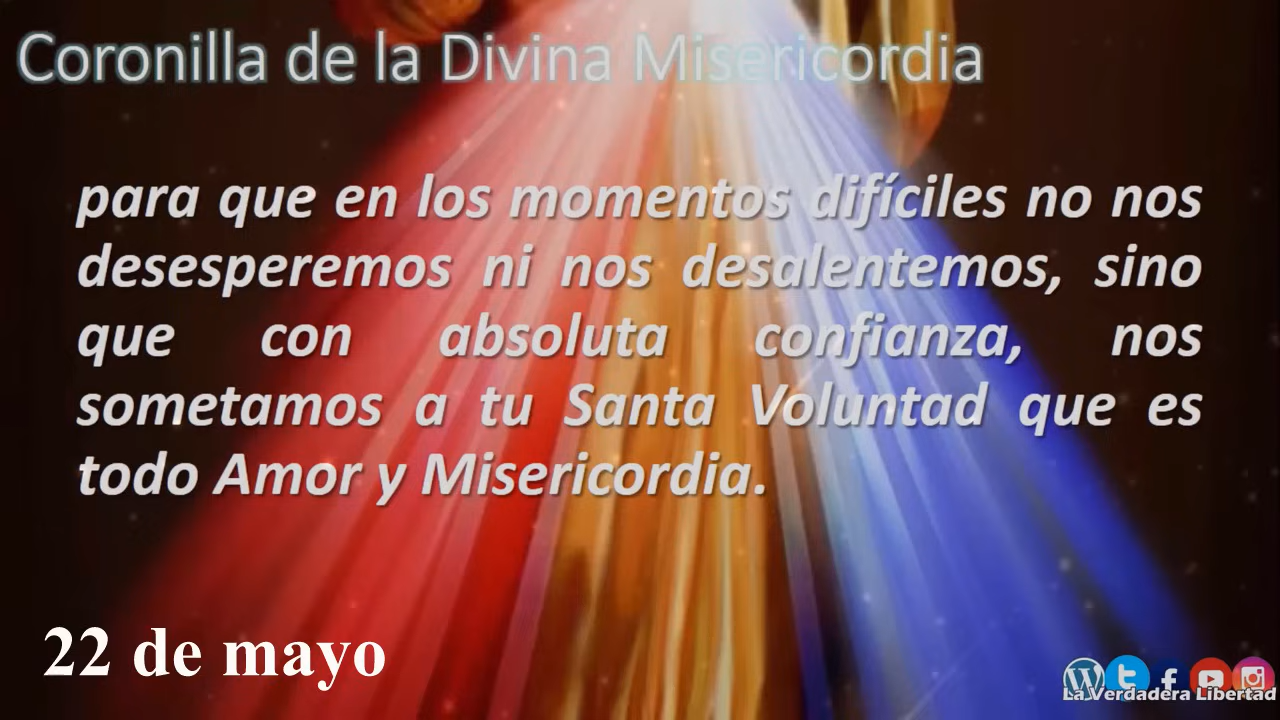 Coronilla de la Divina Misericordia
para que en los momentos difíciles no nos
desesperemos ni nos desalentemos, sino
que con absoluta confianza, nos
sometamos a tu Santa Voluntad que es
todo Amor y Misericordia.
22 de mayo
La Verdadera Libertad